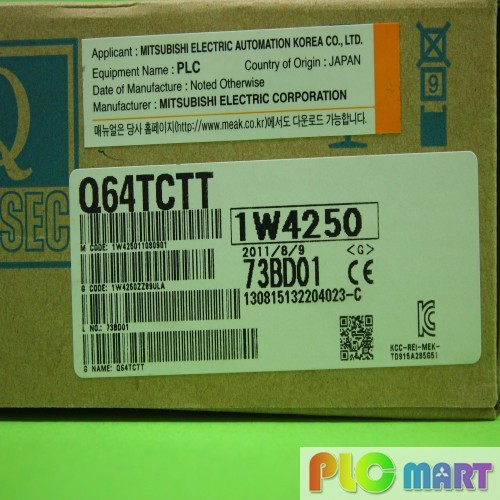 Applicant : MITSUBISHI ELECTRIC AUTOMATION KOREA CO., LTD.
Equipment Name : PLC Country of Origin : JAPAN
Date of Manufacture : Noted Otherwise
Manufacturer : MITSUBISHI ELECTRIC CORPORATION
매뉴얼은 당사 홈페이지(http://www.meak.co.kr)에서도 다운로드 가능합니다.
Q
SEC
9
Q64TCTT
1W4250
M CODE: 1W425011080901
2011/8/9 <G>
73BD01 CE
Q CODE: 1W4250ZZ89ULA
130815132204023-C
L NO.: 73BD01
KCC-REI-MEK-
TD915A285G51
G NAME: Q64TCTT
PLC MART